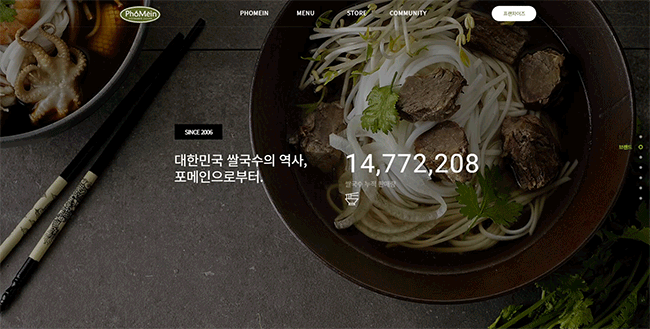 PhoMein
PHOMEIN
MENU
STORE
COMMUNITY
프랜차이즈
SINCE 2006
대한민국 쌀국수의 역사,
포메인으로부터.
14,772,208
쌀국수 누적 판매량
브랜드